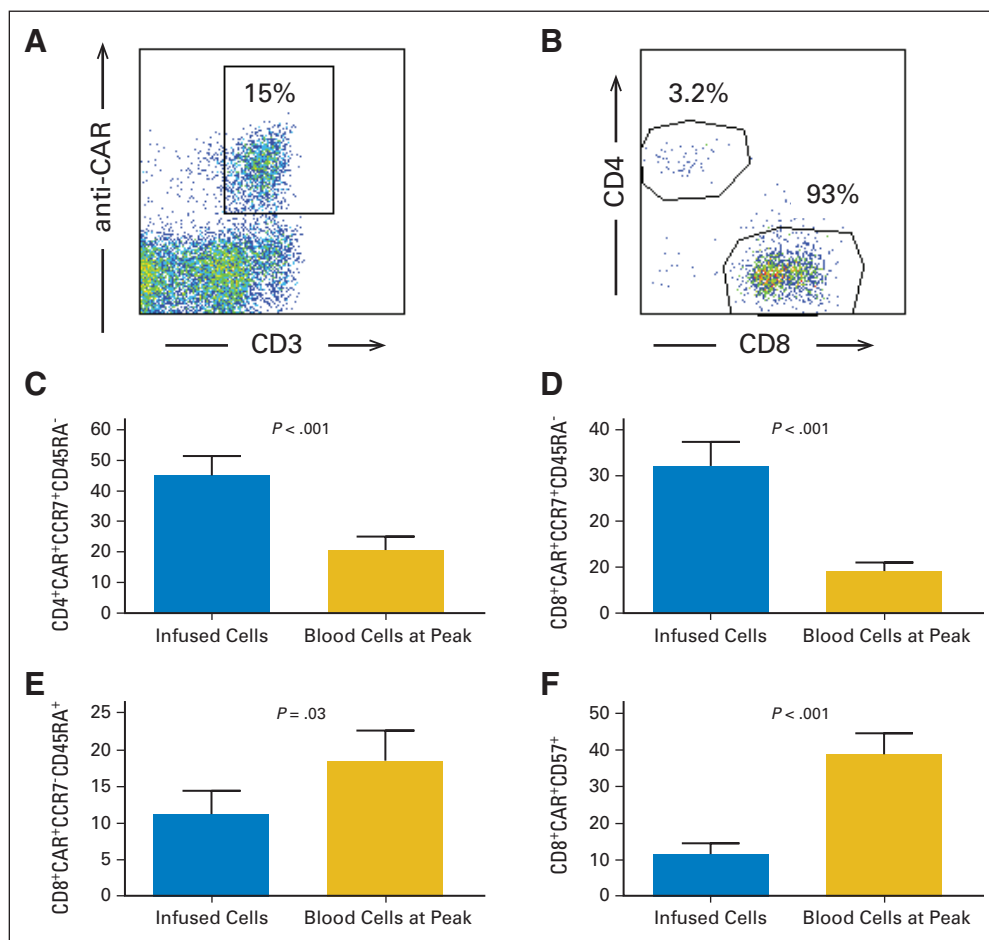 A
15%
anti-CAR
CD3
B
3.2%
93%
CD4
CD8
C
P < .001
CD4⁺CAR⁺CCR7⁺CD45RA⁻
60
50
40
30
20
10
0
Infused Cells
Blood Cells at Peak
D
P < .001
CD8⁺CAR⁺CCR7⁺CD45RA⁻
40
30
20
20
0
Infused Cells
Blood Cells at Peak
E
P = .03
CD8⁺CAR⁺CCR7⁻CD45RA⁺
25
20
15
10
5
0
Infused Cells
Blood Cells at Peak
F
P < .001
CD8⁺CAR⁺CD57⁺
50
40
30
20
10
0
Infused Cells
Blood Cells at Peak